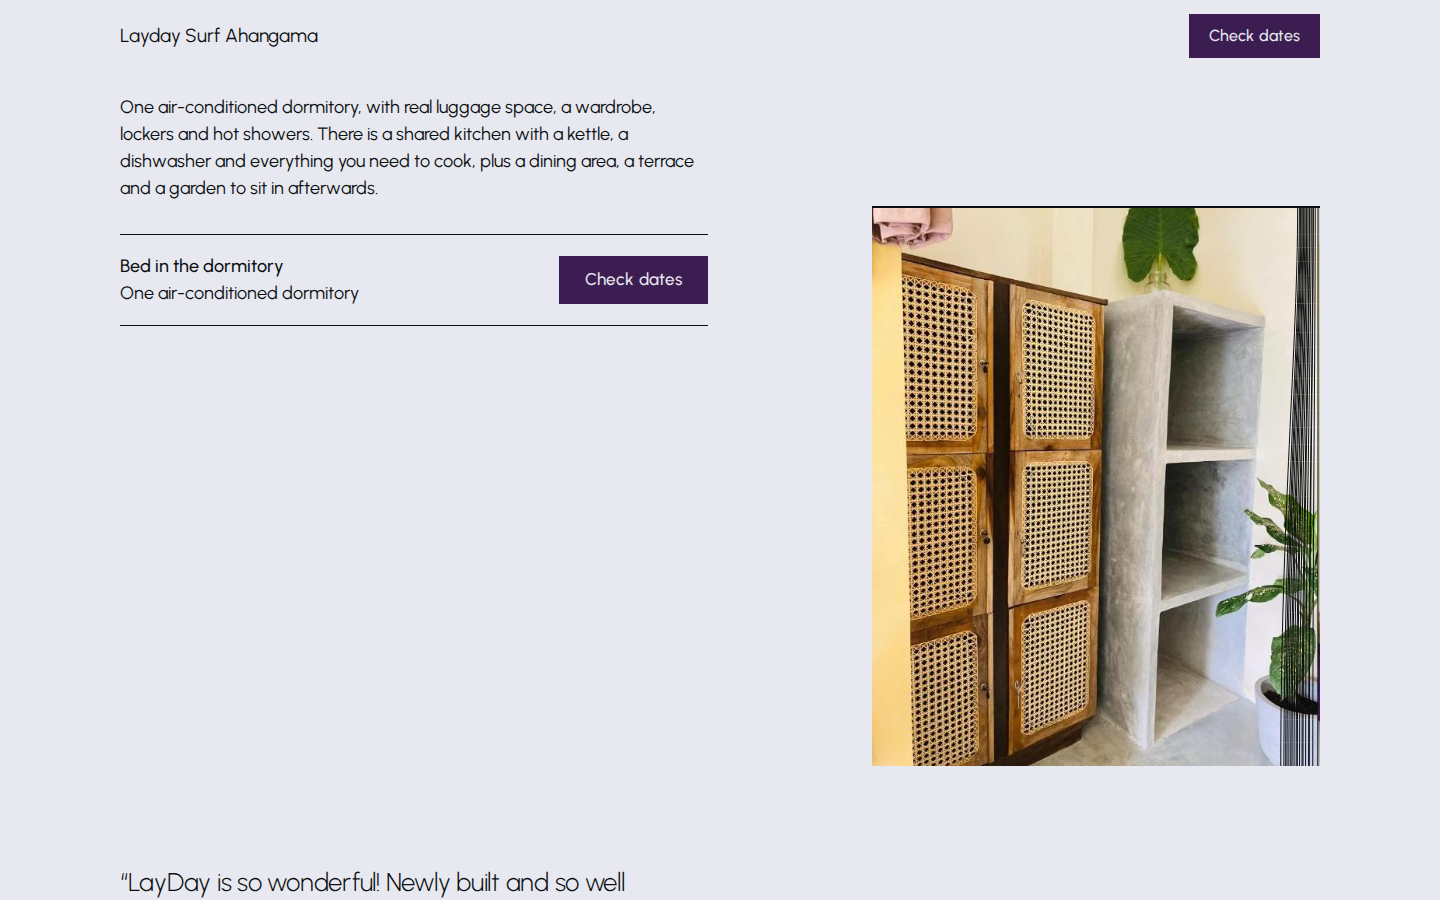 Layday Surf Ahangama
Check dates
One air-conditioned dormitory, with real luggage space, a wardrobe,
lockers and hot showers. There is a shared kitchen with a kettle, a
dishwasher and everything you need to cook, plus a dining area, a terrace
and a garden to sit in afterwards.
Bed in the dormitory
One air-conditioned dormitory
Check dates
“LayDay is so wonderful! Newly built and so well